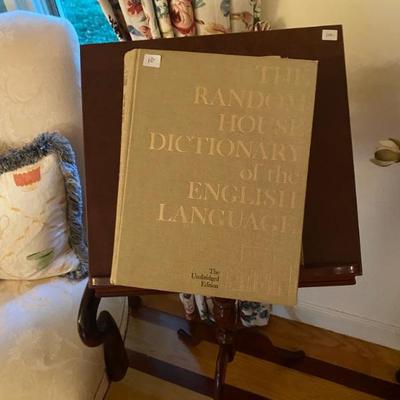 THE
RANDOM
HOUSE
DICTIONARY
of the
ENGLISH
LANGUAGE
The
Unabridged
Edition